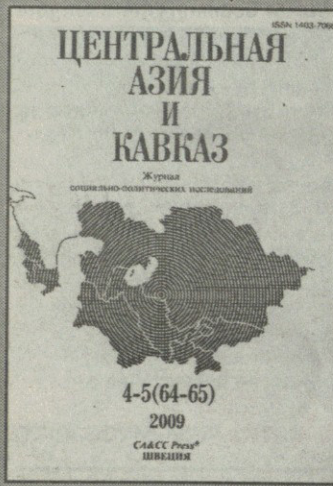 ISSN 1403-7068
ЦЕНТРАЛЬНАЯ
АЗИЯ
И
КАВКАЗ
Журнал
социально-политических исследований
4-5(64-65)
2009
CA&CC Press®
ШВЕЦИЯ